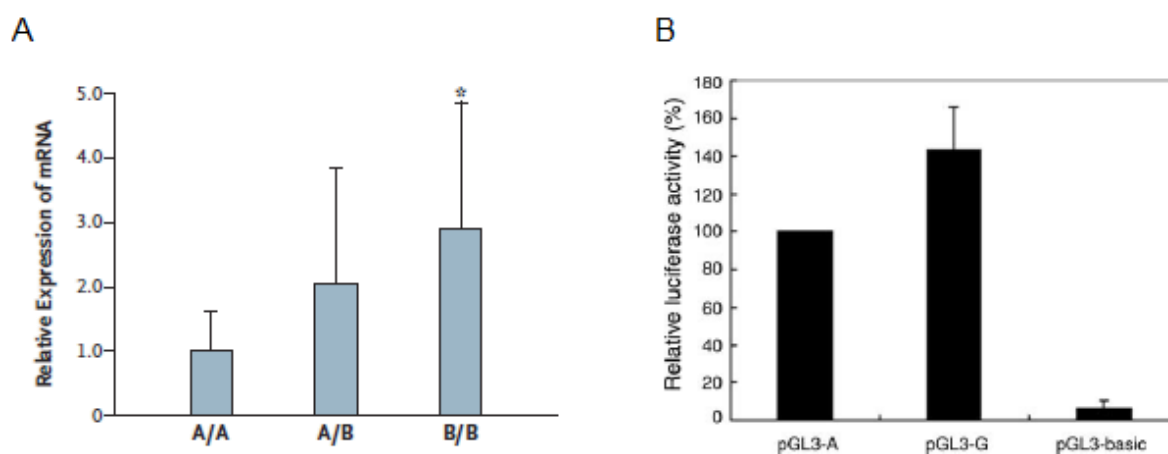 A
Relative Expression of mRNA
5.0
4.0
3.0
2.0
1.0
0
*
A/A
A/B
B/B
B
Relative luciferase activity (%)
180
160
140
120
100
80
60
40
20
0
pGL3-A
pGL3-G
pGL3-basic